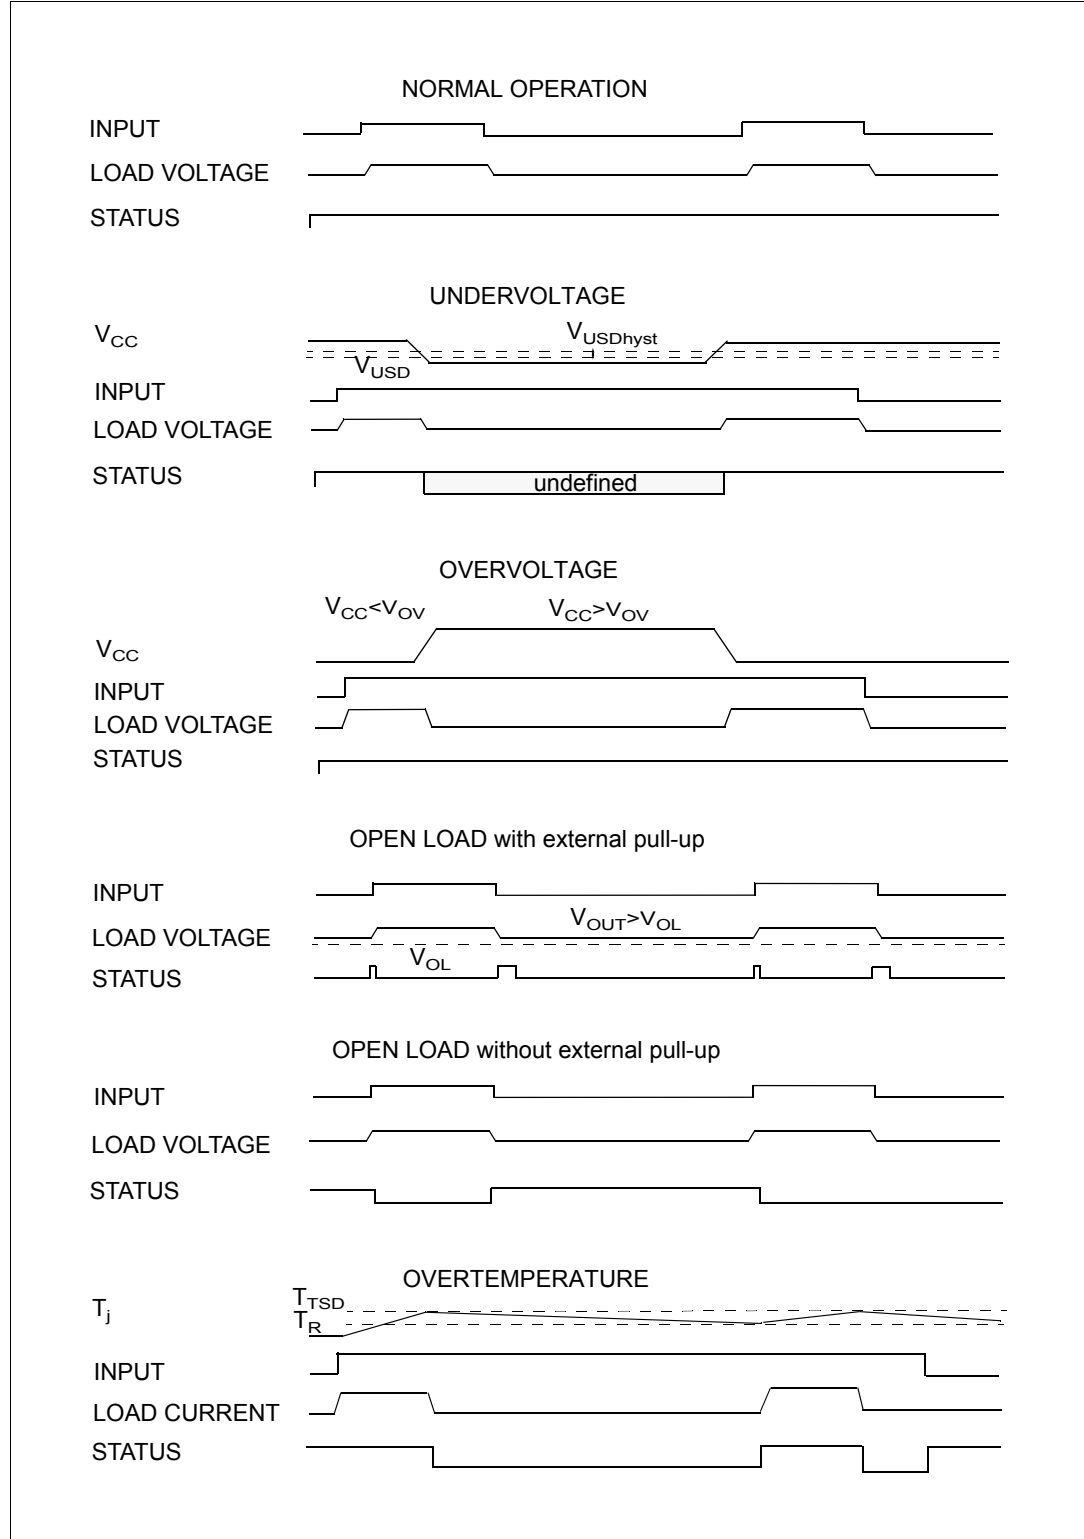 NORMAL OPERATION
INPUT
LOAD VOLTAGE
STATUS
UNDERVOLTAGE
VCC
VUSDhyst
VUSD
INPUT
LOAD VOLTAGE
STATUS
undefined
OVERVOLTAGE
VCC<VOV
VCC>VOV
VCC
INPUT
LOAD VOLTAGE
STATUS
OPEN LOAD with external pull-up
INPUT
VOUT>VOL
LOAD VOLTAGE
VOL
STATUS
OPEN LOAD without external pull-up
INPUT
LOAD VOLTAGE
STATUS
OVERTEMPERATURE
Tj
TTSD
TR
INPUT
LOAD CURRENT
STATUS